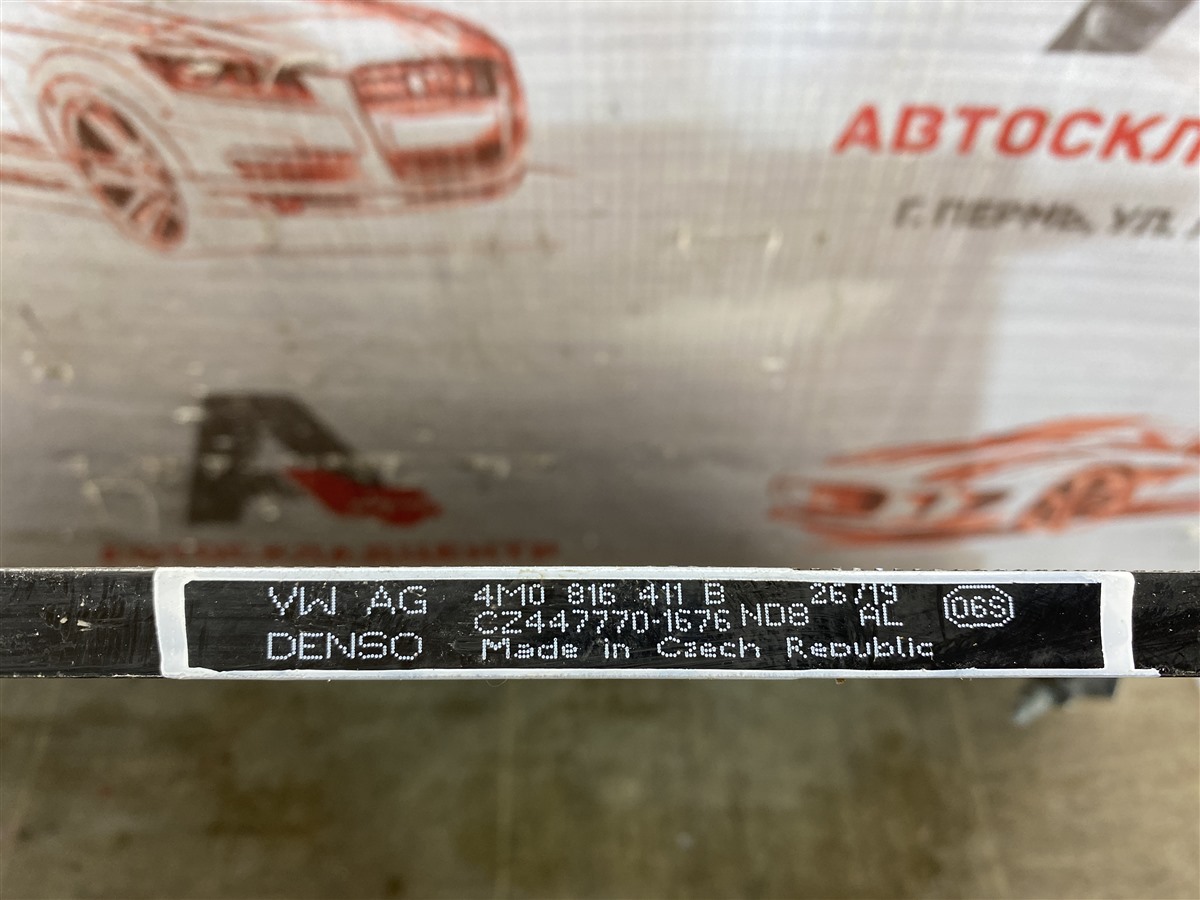 АВТОСКЛ
Г. ПЕРМЬ, УЛ.
VW AG 4M0 816 411 B 26/19
CZ447770-1676 ND8 AL 06S
DENSO Made in Czech Republic